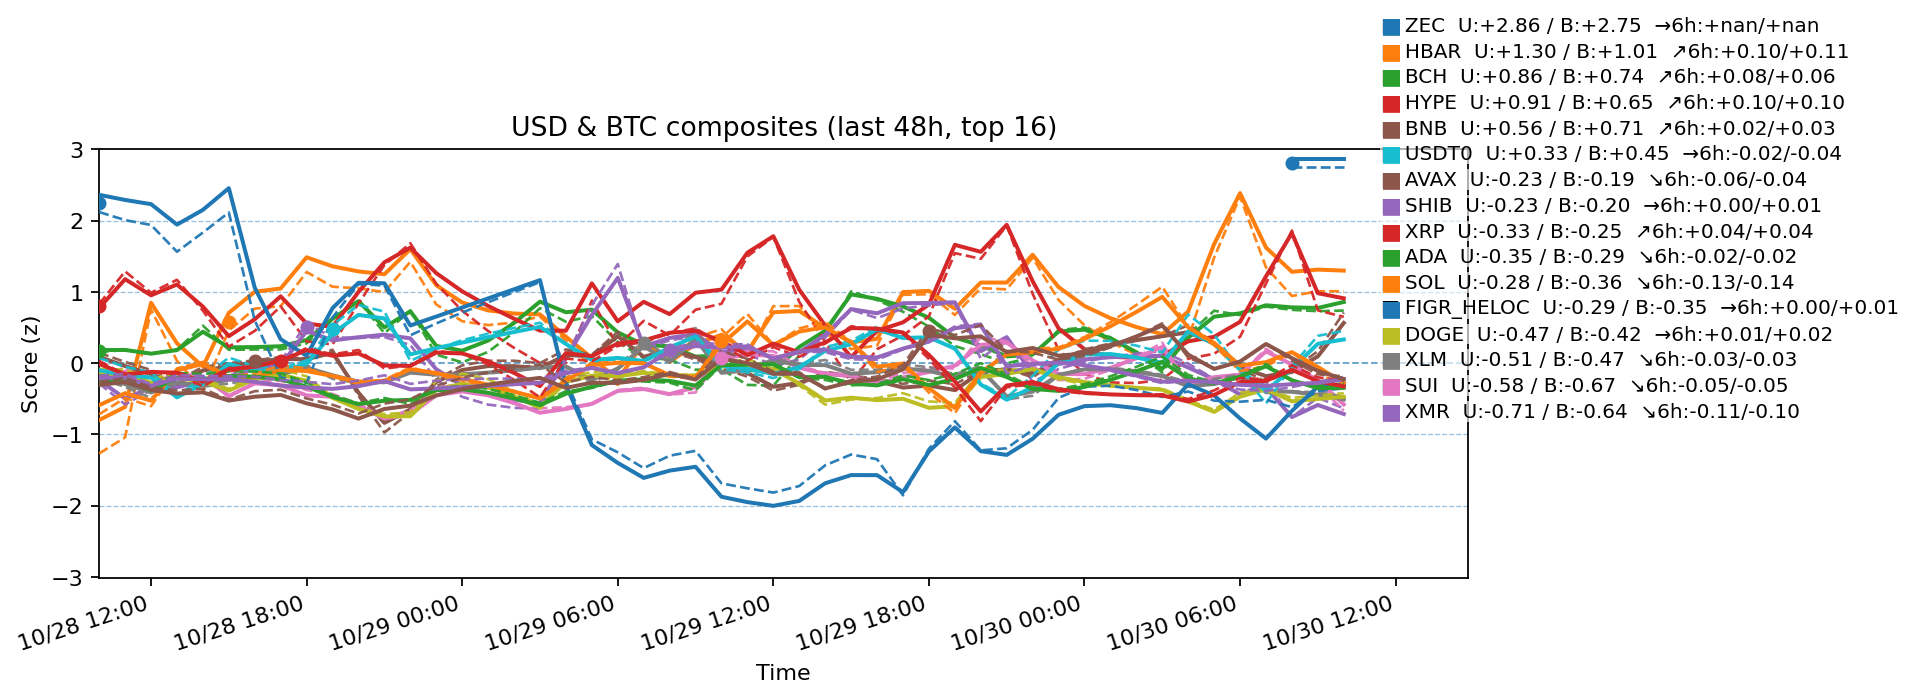 ZEC  U:+2.86 / B:+2.75  →6h:+nan/+nan
HBAR  U:+1.30 / B:+1.01  ↗6h:+0.10/+0.11
BCH  U:+0.86 / B:+0.74  ↗6h:+0.08/+0.06
HYPE  U:+0.91 / B:+0.65  ↗6h:+0.10/+0.10
BNB  U:+0.56 / B:+0.71  ↗6h:+0.02/+0.03
USDT0  U:+0.33 / B:+0.45  →6h:-0.02/-0.04
AVAX  U:-0.23 / B:-0.19  ↘6h:-0.06/-0.04
SHIB  U:-0.23 / B:-0.20  →6h:+0.00/+0.01
XRP  U:-0.33 / B:-0.25  ↗6h:+0.04/+0.04
ADA  U:-0.35 / B:-0.29  ↘6h:-0.02/-0.02
SOL  U:-0.28 / B:-0.36  ↘6h:-0.13/-0.14
FIGR_HELOC  U:-0.29 / B:-0.35  →6h:+0.00/+0.01
DOGE  U:-0.47 / B:-0.42  →6h:+0.01/+0.02
XLM  U:-0.51 / B:-0.47  ↘6h:-0.03/-0.03
SUI  U:-0.58 / B:-0.67  ↘6h:-0.05/-0.05
XMR  U:-0.71 / B:-0.64  ↘6h:-0.11/-0.10
USD & BTC composites (last 48h, top 16)
Score (z)
3
2
1
0
−1
−2
−3
10/28 12:00
10/28 18:00
10/29 00:00
10/29 06:00
10/29 12:00
10/29 18:00
10/30 00:00
10/30 06:00
10/30 12:00
Time